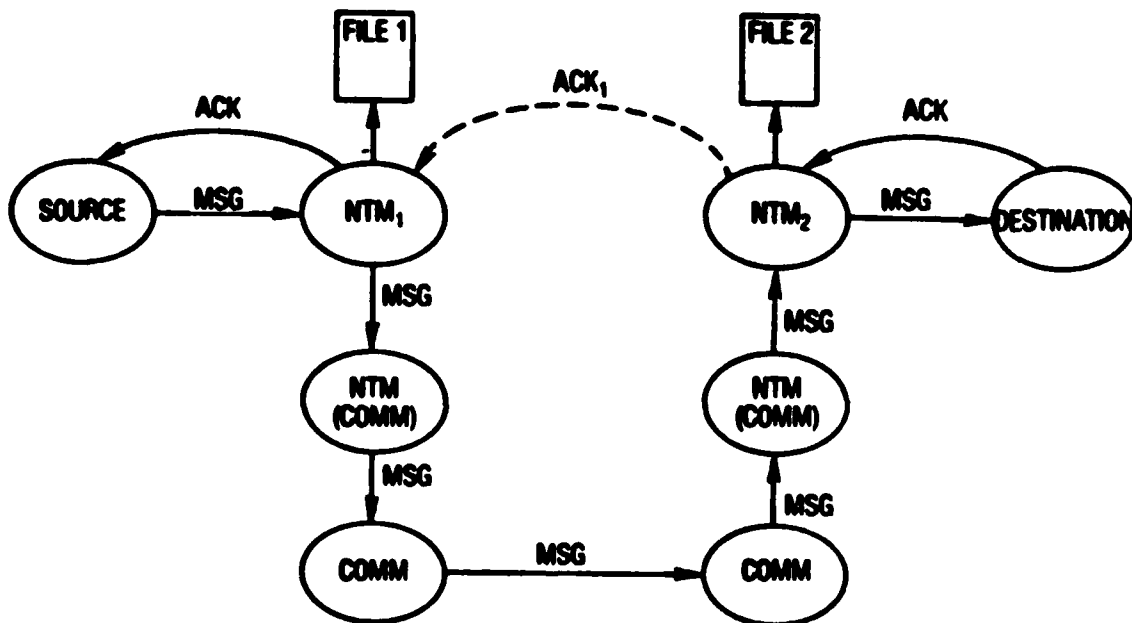 FILE 1
FILE 2
ACK
ACK₁
ACK
SOURCE
MSG
NTM₁
NTM₂
MSG
DESTINATION
MSG
MSG
NTM
(COMM)
NTM
(COMM)
MSG
MSG
COMM
MSG
COMM